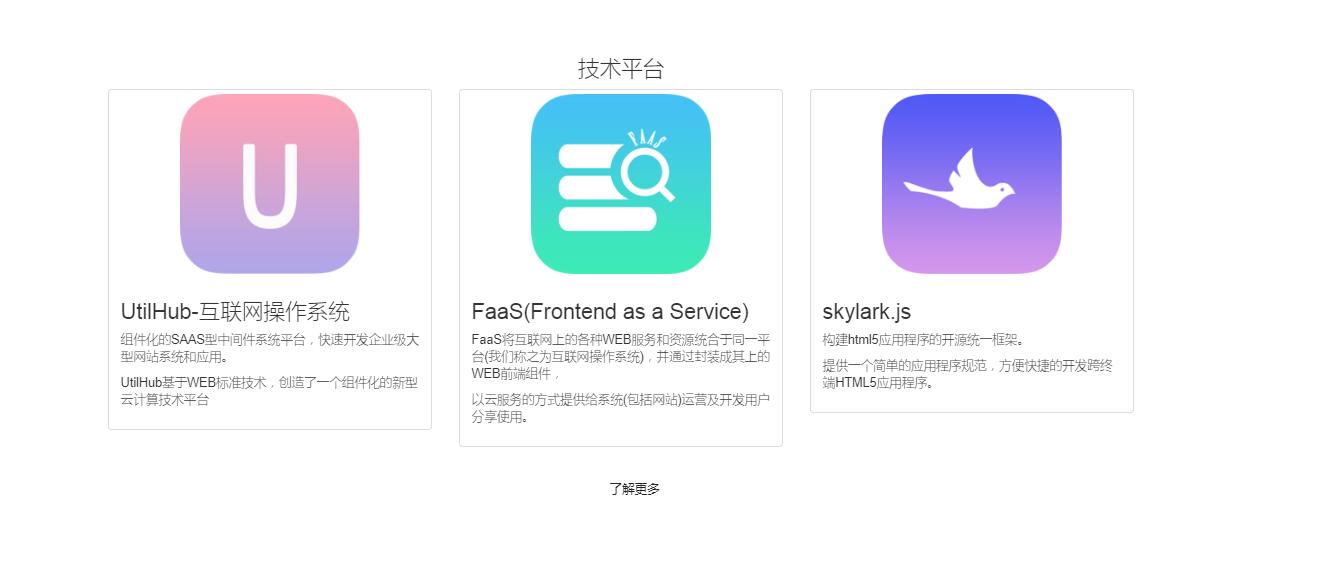 技术平台
U
PAAS
UtilHub-互联网操作系统
组件化的SAAS型中间件系统平台，快速开发企业级大
型网站系统和应用。
UtilHub基于WEB标准技术，创造了一个组件化的新型
云计算技术平台
FaaS(Frontend as a Service)
FaaS将互联网上的各种WEB服务和资源统合于同一平
台(我们称之为互联网操作系统)，并通过封装成其上的
WEB前端组件，
以云服务的方式提供给系统(包括网站)运营及开发用户
分享使用。
skylark.js
构建html5应用程序的开源统一框架。
提供一个简单的应用程序规范，方便快捷的开发跨终
端HTML5应用程序。
了解更多